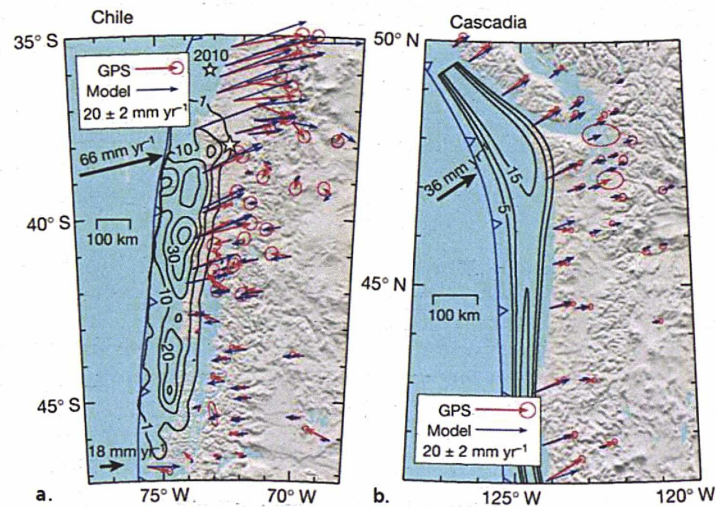 Chile
35° S
40° S
45° S
75° W
70° W
2010
GPS
Model
20 ± 2 mm yr⁻¹
1
10
66 mm yr⁻¹
100 km
30
10
20
1
18 mm yr⁻¹
a.
Cascadia
50° N
45° N
125° W
120° W
36 mm yr⁻¹
15
5
100 km
GPS
Model
20 ± 2 mm yr⁻¹
b.